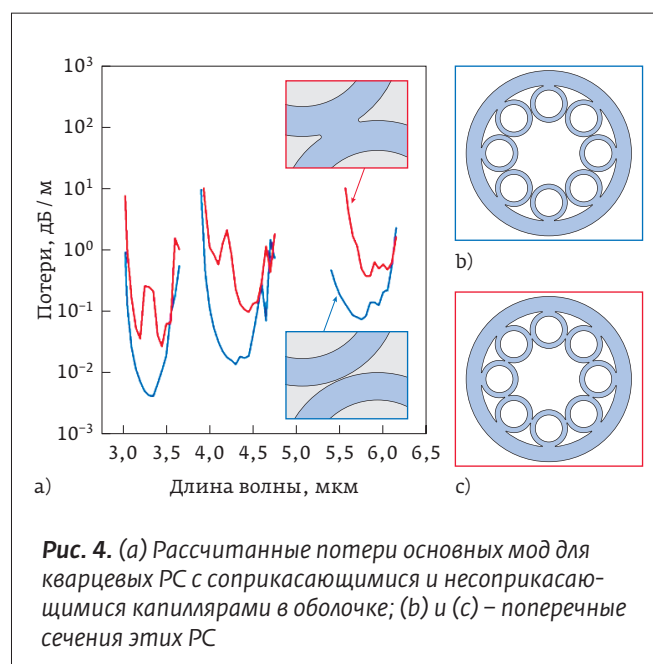 10³
10²
10¹
10⁰
10⁻¹
10⁻²
10⁻³
Потери, дБ / м
3,0 3,5 4,0 4,5 5,0 5,5 6,0 6,5
a)
Длина волны, мкм
b)
c)
Рис. 4. (a) Рассчитанные потери основных мод для
кварцевых РС с соприкасающимися и несоприкасаю-
щимися капиллярами в оболочке; (b) и (c) – поперечные
сечения этих РС